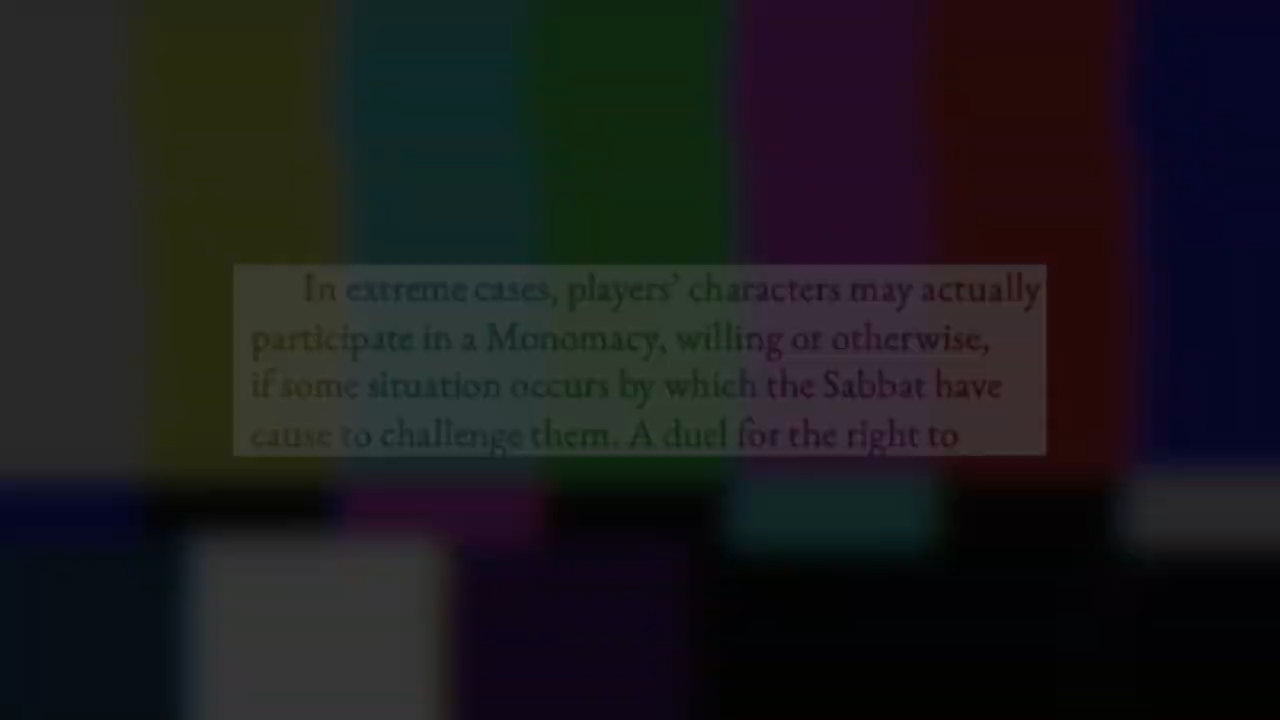 In extreme cases, players’ characters may actually
participate in a Monomacy, willing or otherwise,
if some situation occurs by which the Sabbat have
cause to challenge them. A duel for the right to